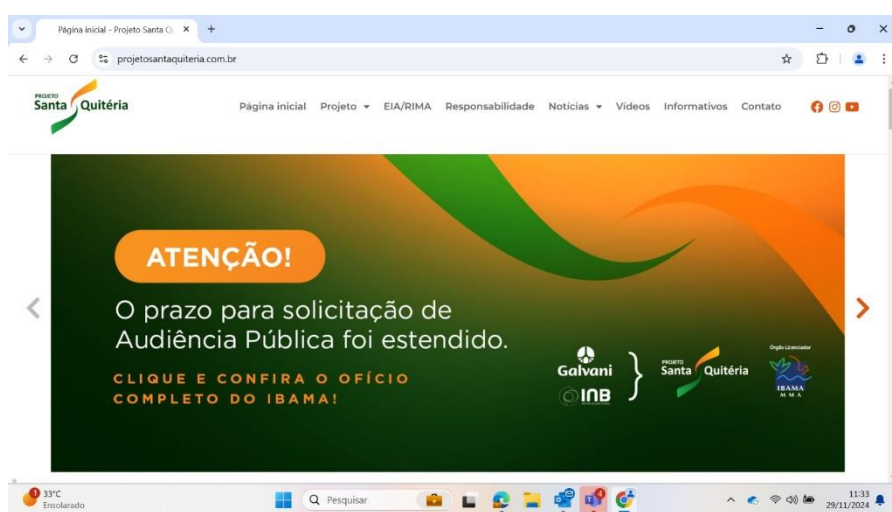 Página inicial - Projeto Santa Q
projetosantaquiteria.com.br
PROJETO
Santa Quitéria
Página inicial Projeto EIA/RIMA Responsabilidade Notícias Vídeos Informativos Contato
ATENÇÃO!
O prazo para solicitação de
Audiência Pública foi estendido.
CLIQUE E CONFIRA O OFÍCIO
COMPLETO DO IBAMA!
Galvani
INB
PROJETO
Santa Quitéria
Órgão Licenciador
IBAMA
MMA
1
33°C
Ensolarado
Pesquisar
4
11:33
29/11/2024